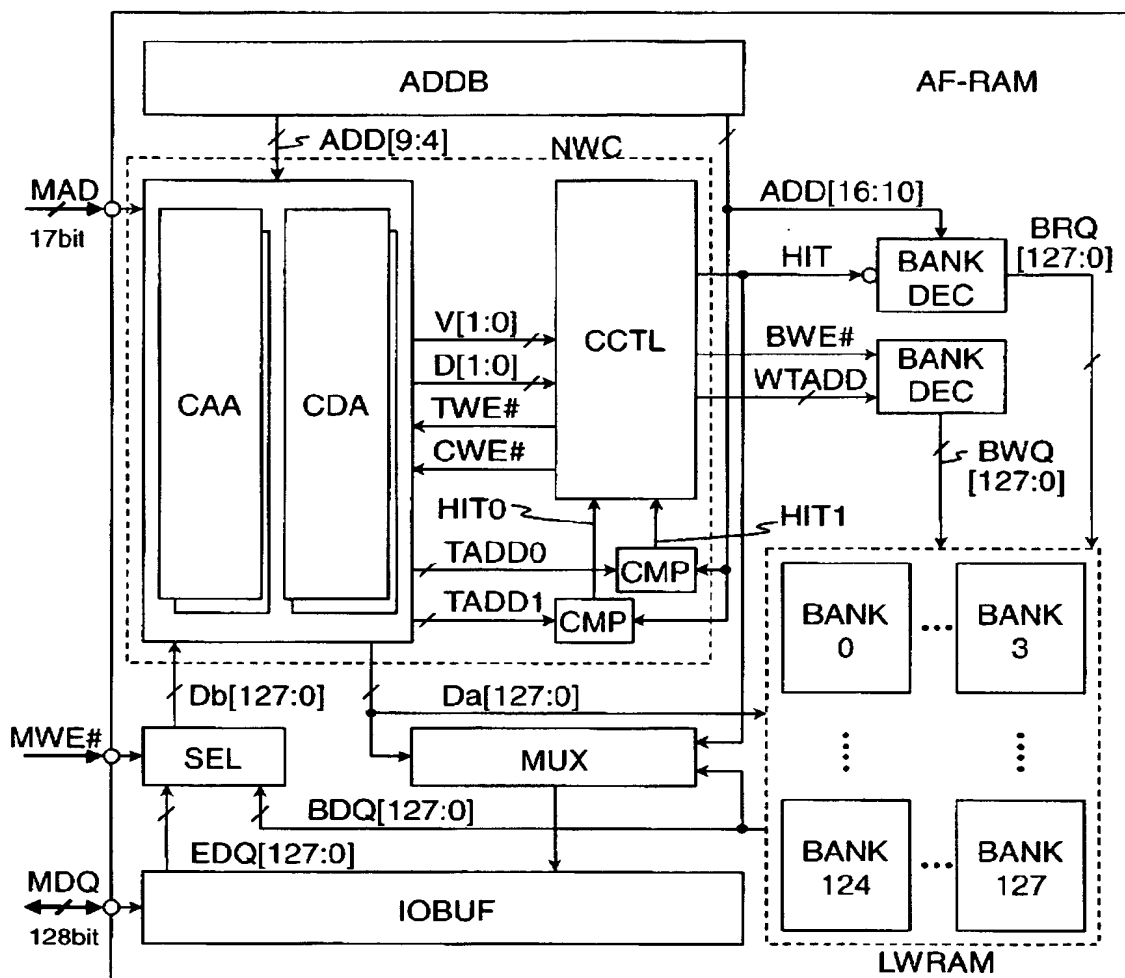 ADDB
AF-RAM
ADD[9:4]
NWC
MAD
17bit
ADD[16:10]
BRQ
[127:0]
HIT
BANK
DEC
V[1:0]
CCTL
BWE#
BANK
DEC
D[1:0]
WTADD
CAA
CDA
TWE#
CWE#
BWQ
[127:0]
HIT0
HIT1
TADD0
CMP
TADD1
CMP
BANK
0
BANK
3
Db[127:0]
Da[127:0]
MWE#
SEL
MUX
BDQ[127:0]
EDQ[127:0]
BANK
124
BANK
127
MDQ
128bit
IOBUF
LWRAM